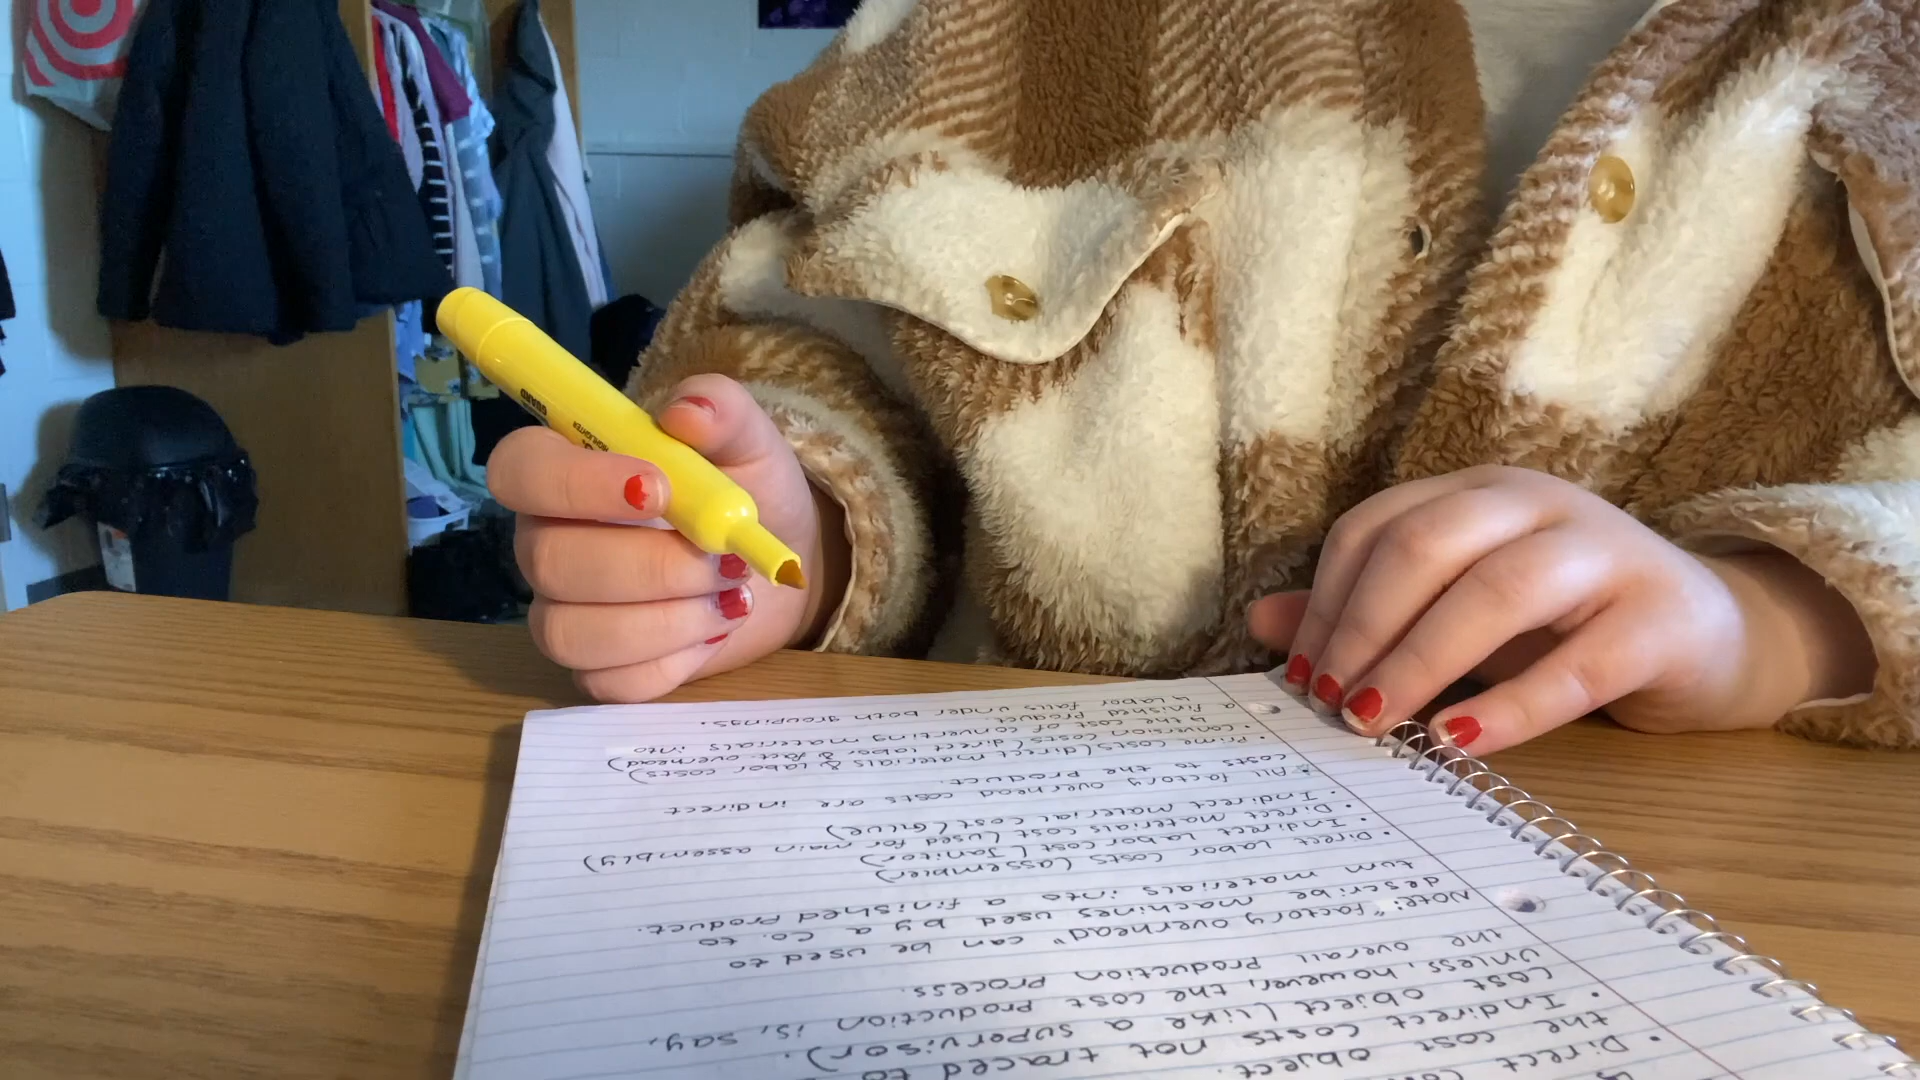 • Direct
the cost object.
• Indirect costs not traced to
cost object (like a supervisor).
Unless, however, the cost production is, say,
the overall production process.
Note: "Factory overhead" can be used to
describe machines used by a co. to
turn materials into a finished product.
• Direct Labor costs (assembler)
• Indirect Labor cost (Janitor)
• Direct materials cost (used for main assembly)
• Indirect material cost (Glue)
• All factory overhead costs are indirect
costs to the product.
• Prime costs (direct materials & labor costs)
• Conversion costs (direct labor & fact. overhead)
↳ the cost of converting materials into
a finished product.
↳ Labor falls under both groupings.
GUARD
HIGHLIGHTER